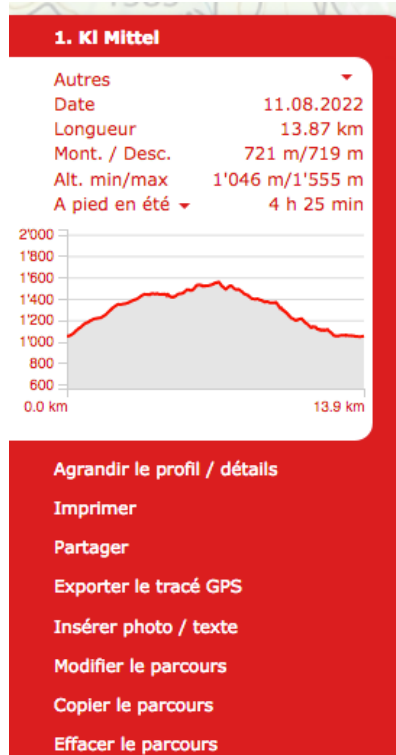 1. Kl Mittel
Autres
Date 11.08.2022
Longueur 13.87 km
Mont. / Desc. 721 m/719 m
Alt. min/max 1'046 m/1'555 m
A pied en été 4 h 25 min
2'000
1'800
1'600
1'400
1'200
1'000
800
600
0.0 km 13.9 km
Agrandir le profil / détails
Imprimer
Partager
Exporter le tracé GPS
Insérer photo / texte
Modifier le parcours
Copier le parcours
Effacer le parcours